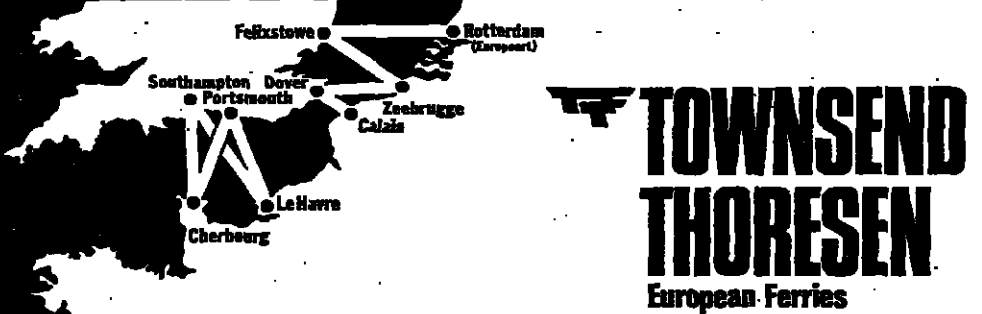 Felixstowe
Rotterdam
(Europoort)
Southampton
Dover
Portsmouth
Zeebrugge
Calais
Le Havre
Cherbourg
TOWNSEND
THORESEN
European Ferries